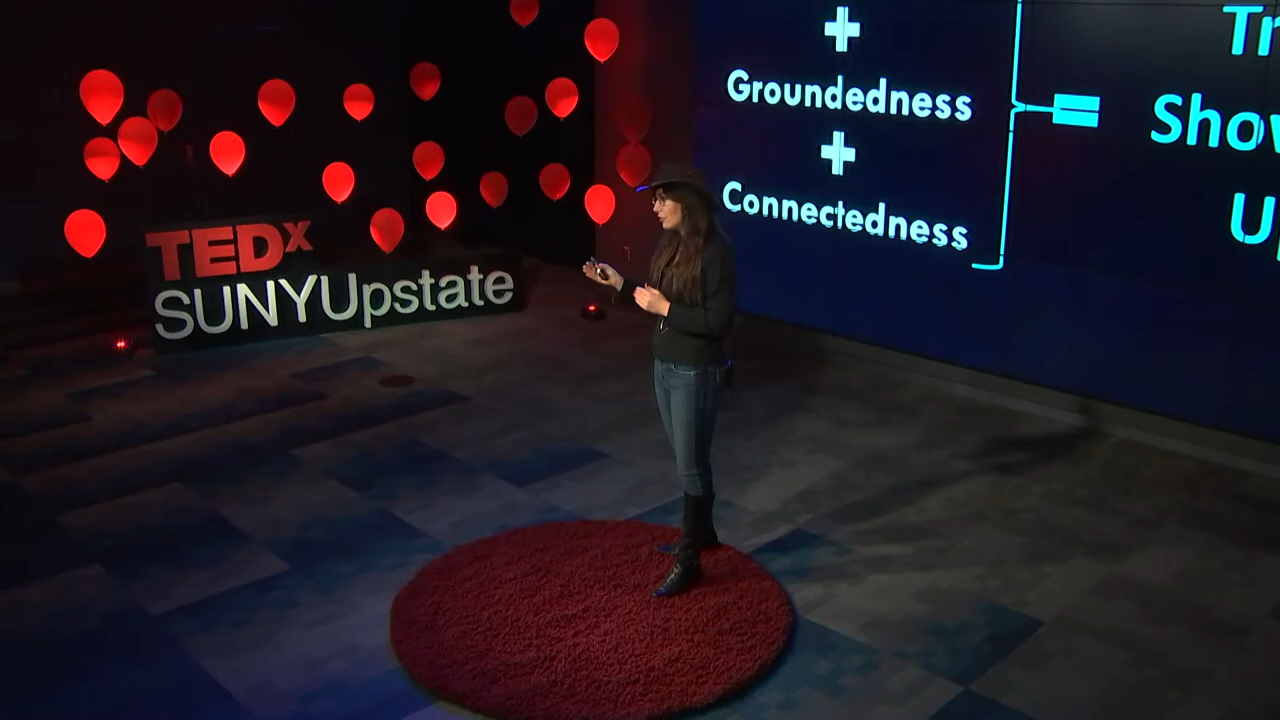 TEDx
SUNYUpstate
+
Groundedness
+
Connectedness
=